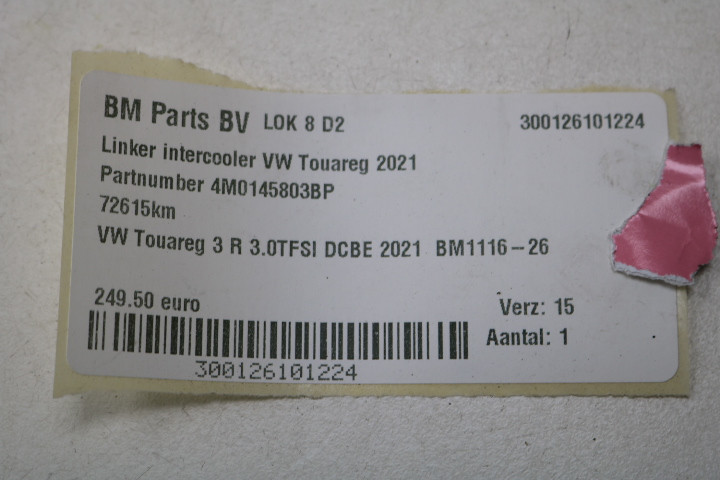 BM Parts BV LOK 8 D2 300126101224
Linker intercooler VW Touareg 2021
Partnumber 4M0145803BP
72615km
VW Touareg 3 R 3.0TFSI DCBE 2021 BM1116-26
249.50 euro Verz: 15
Aantal: 1
300126101224